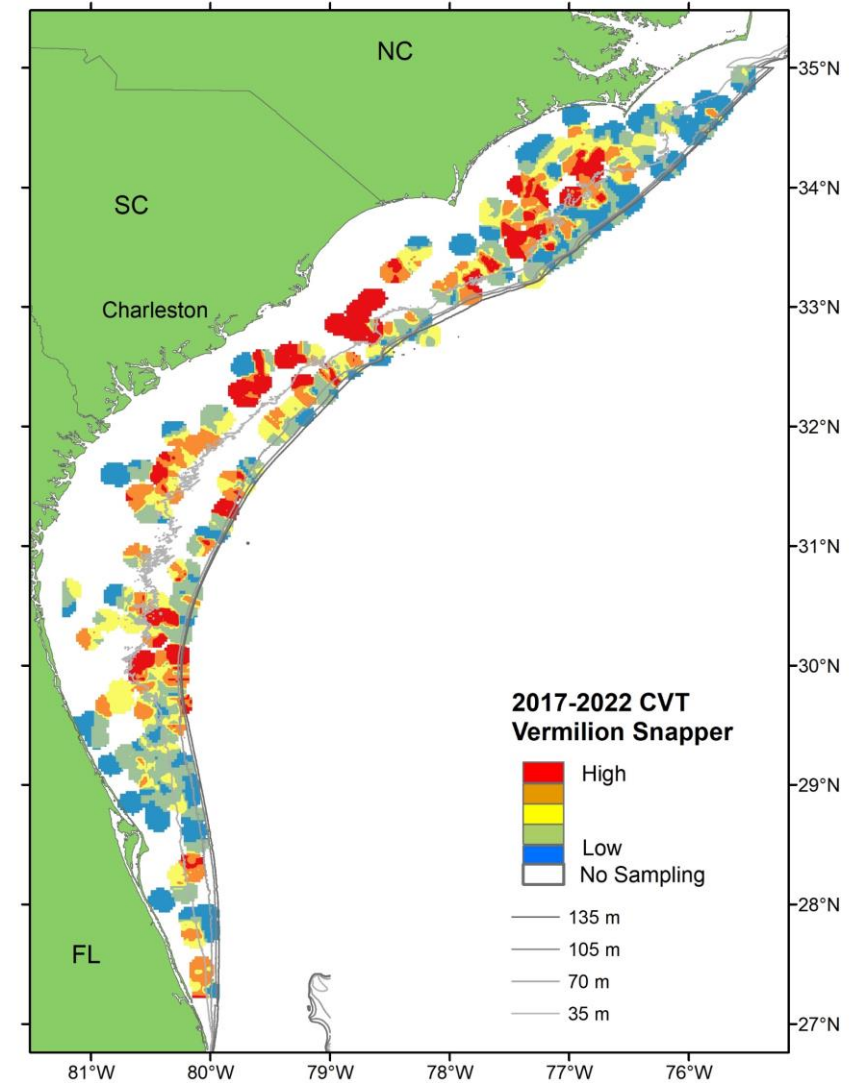 NC
35°N
SC
34°N
Charleston
33°N
32°N
31°N
30°N
2017-2022 CVT
Vermilion Snapper
High
29°N
Low
No Sampling
28°N
135 m
105 m
FL
70 m
35 m
27°N
81°W 80°W 79°W 78°W 77°W 76°W